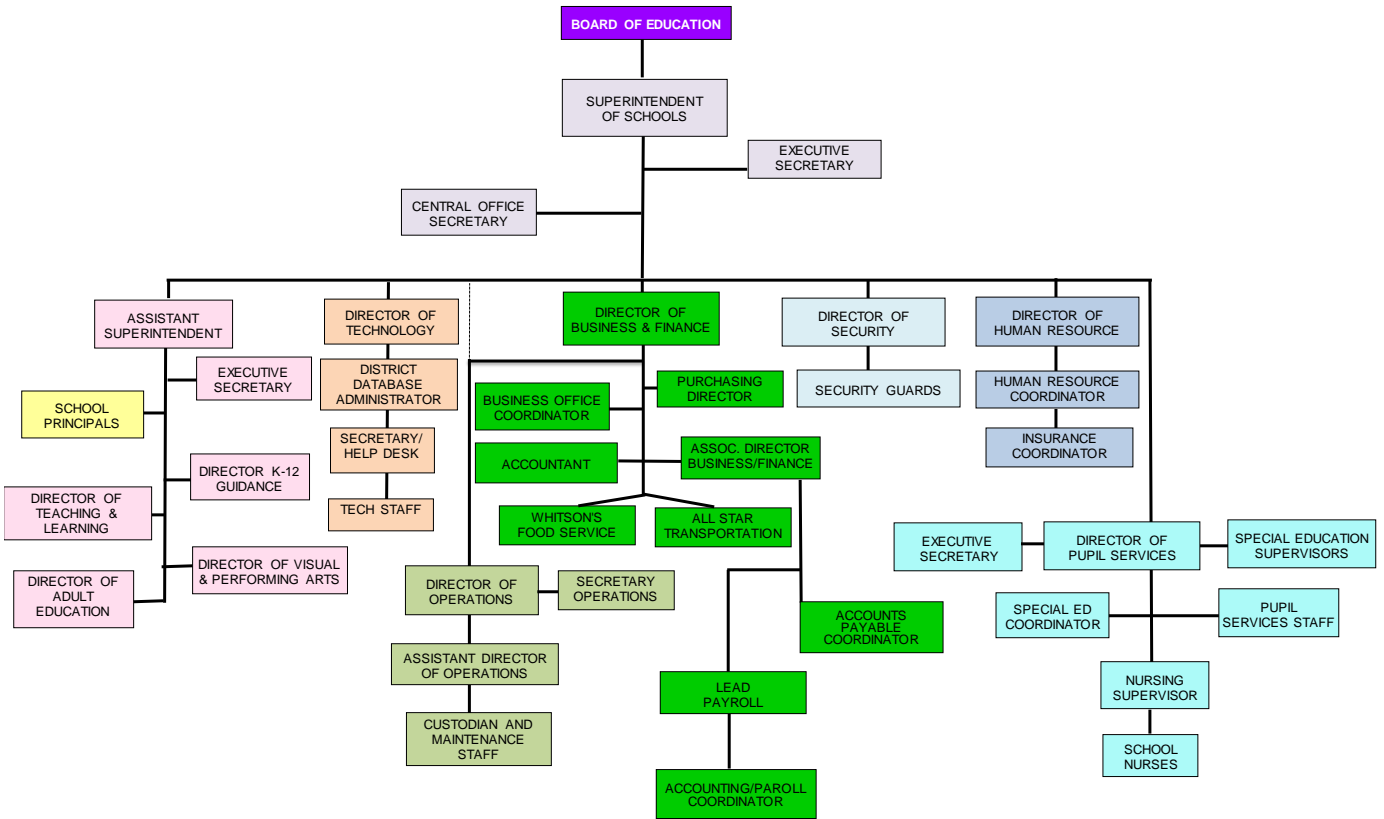 BOARD OF EDUCATION
SUPERINTENDENT
OF SCHOOLS
EXECUTIVE
SECRETARY
CENTRAL OFFICE
SECRETARY
ASSISTANT
SUPERINTENDENT
DIRECTOR OF
TECHNOLOGY
DIRECTOR OF
BUSINESS & FINANCE
DIRECTOR OF
SECURITY
DIRECTOR OF
HUMAN RESOURCE
EXECUTIVE
SECRETARY
DISTRICT
DATABASE
ADMINISTRATOR
PURCHASING
DIRECTOR
SECURITY GUARDS
HUMAN RESOURCE
COORDINATOR
SCHOOL
PRINCIPALS
BUSINESS OFFICE
COORDINATOR
SECRETARY/
HELP DESK
INSURANCE
COORDINATOR
ACCOUNTANT
ASSOC. DIRECTOR
BUSINESS/FINANCE
DIRECTOR K-12
GUIDANCE
DIRECTOR OF
TEACHING &
LEARNING
TECH STAFF
WHITSON'S
FOOD SERVICE
ALL STAR
TRANSPORTATION
EXECUTIVE
SECRETARY
DIRECTOR OF
PUPIL SERVICES
SPECIAL EDUCATION
SUPERVISORS
DIRECTOR OF VISUAL
& PERFORMING ARTS
DIRECTOR OF
ADULT
EDUCATION
DIRECTOR OF
OPERATIONS
SECRETARY
OPERATIONS
ACCOUNTS
PAYABLE
COORDINATOR
SPECIAL ED
COORDINATOR
PUPIL
SERVICES STAFF
ASSISTANT DIRECTOR
OF OPERATIONS
LEAD
PAYROLL
NURSING
SUPERVISOR
CUSTODIAN AND
MAINTENANCE
STAFF
SCHOOL
NURSES
ACCOUNTING/PAROLL
COORDINATOR